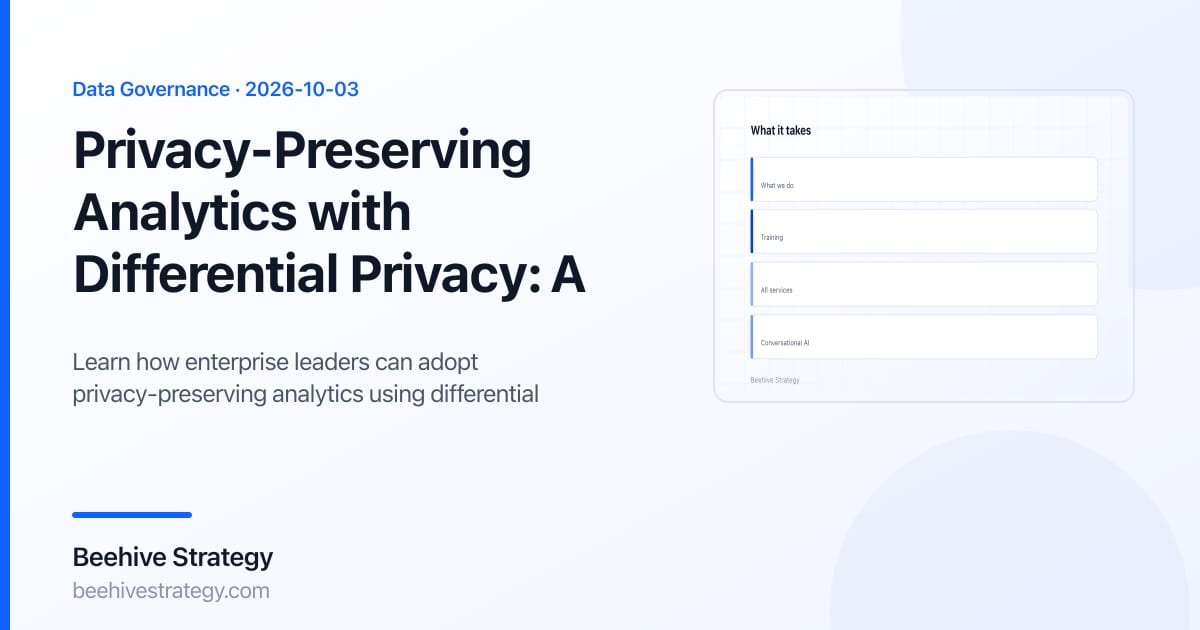 Data Governance · 2026-10-03
Privacy-Preserving
Analytics with
Differential Privacy: A
Learn how enterprise leaders can adopt
privacy-preserving analytics using differential
Beehive Strategy
beehivestrategy.com
What it takes
What we do
Training
All services
Conversational AI
Beehive Strategy